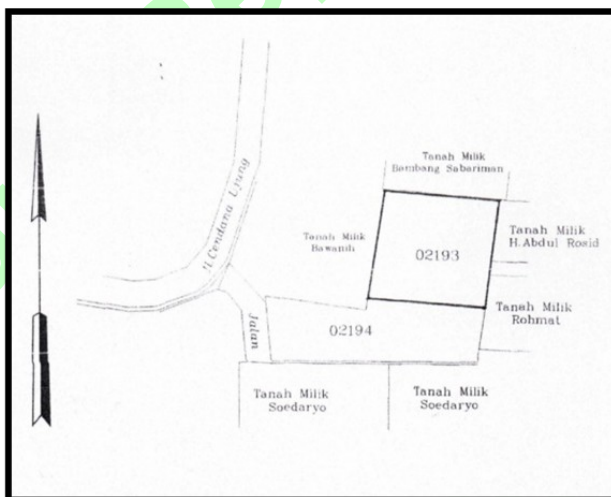 Tanah Milik
Bambang Sabariman
Jl.Cendana Ujung
Tanah Milik
Bawandi
02193
Tanah Milik
H.Abdul Rosid
Tanah Milik
Rohmat
Jalan
02194
Tanah Milik
Soedaryo
Tanah Milik
Soedaryo